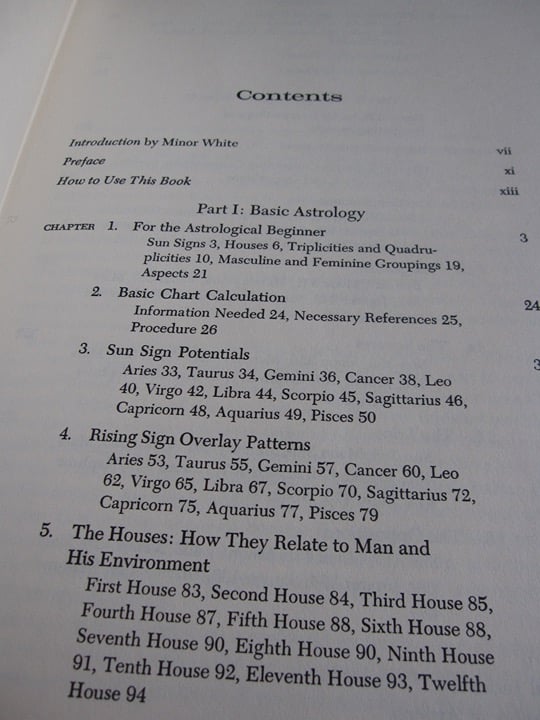 Contents
Introduction by Minor White vii
Preface xi
How to Use This Book xiii
Part I: Basic Astrology
CHAPTER 1. For the Astrological Beginner 3
Sun Signs 3, Houses 6, Triplicities and Quadru-
plicities 10, Masculine and Feminine Groupings 19,
Aspects 21
2. Basic Chart Calculation 24
Information Needed 24, Necessary References 25,
Procedure 26
3. Sun Sign Potentials
Aries 33, Taurus 34, Gemini 36, Cancer 38, Leo
40, Virgo 42, Libra 44, Scorpio 45, Sagittarius 46,
Capricorn 48, Aquarius 49, Pisces 50
4. Rising Sign Overlay Patterns
Aries 53, Taurus 55, Gemini 57, Cancer 60, Leo
62, Virgo 65, Libra 67, Scorpio 70, Sagittarius 72,
Capricorn 75, Aquarius 77, Pisces 79
5. The Houses: How They Relate to Man and
His Environment
First House 83, Second House 84, Third House 85,
Fourth House 87, Fifth House 88, Sixth House 88,
Seventh House 90, Eighth House 90, Ninth House
91, Tenth House 92, Eleventh House 93, Twelfth
House 94